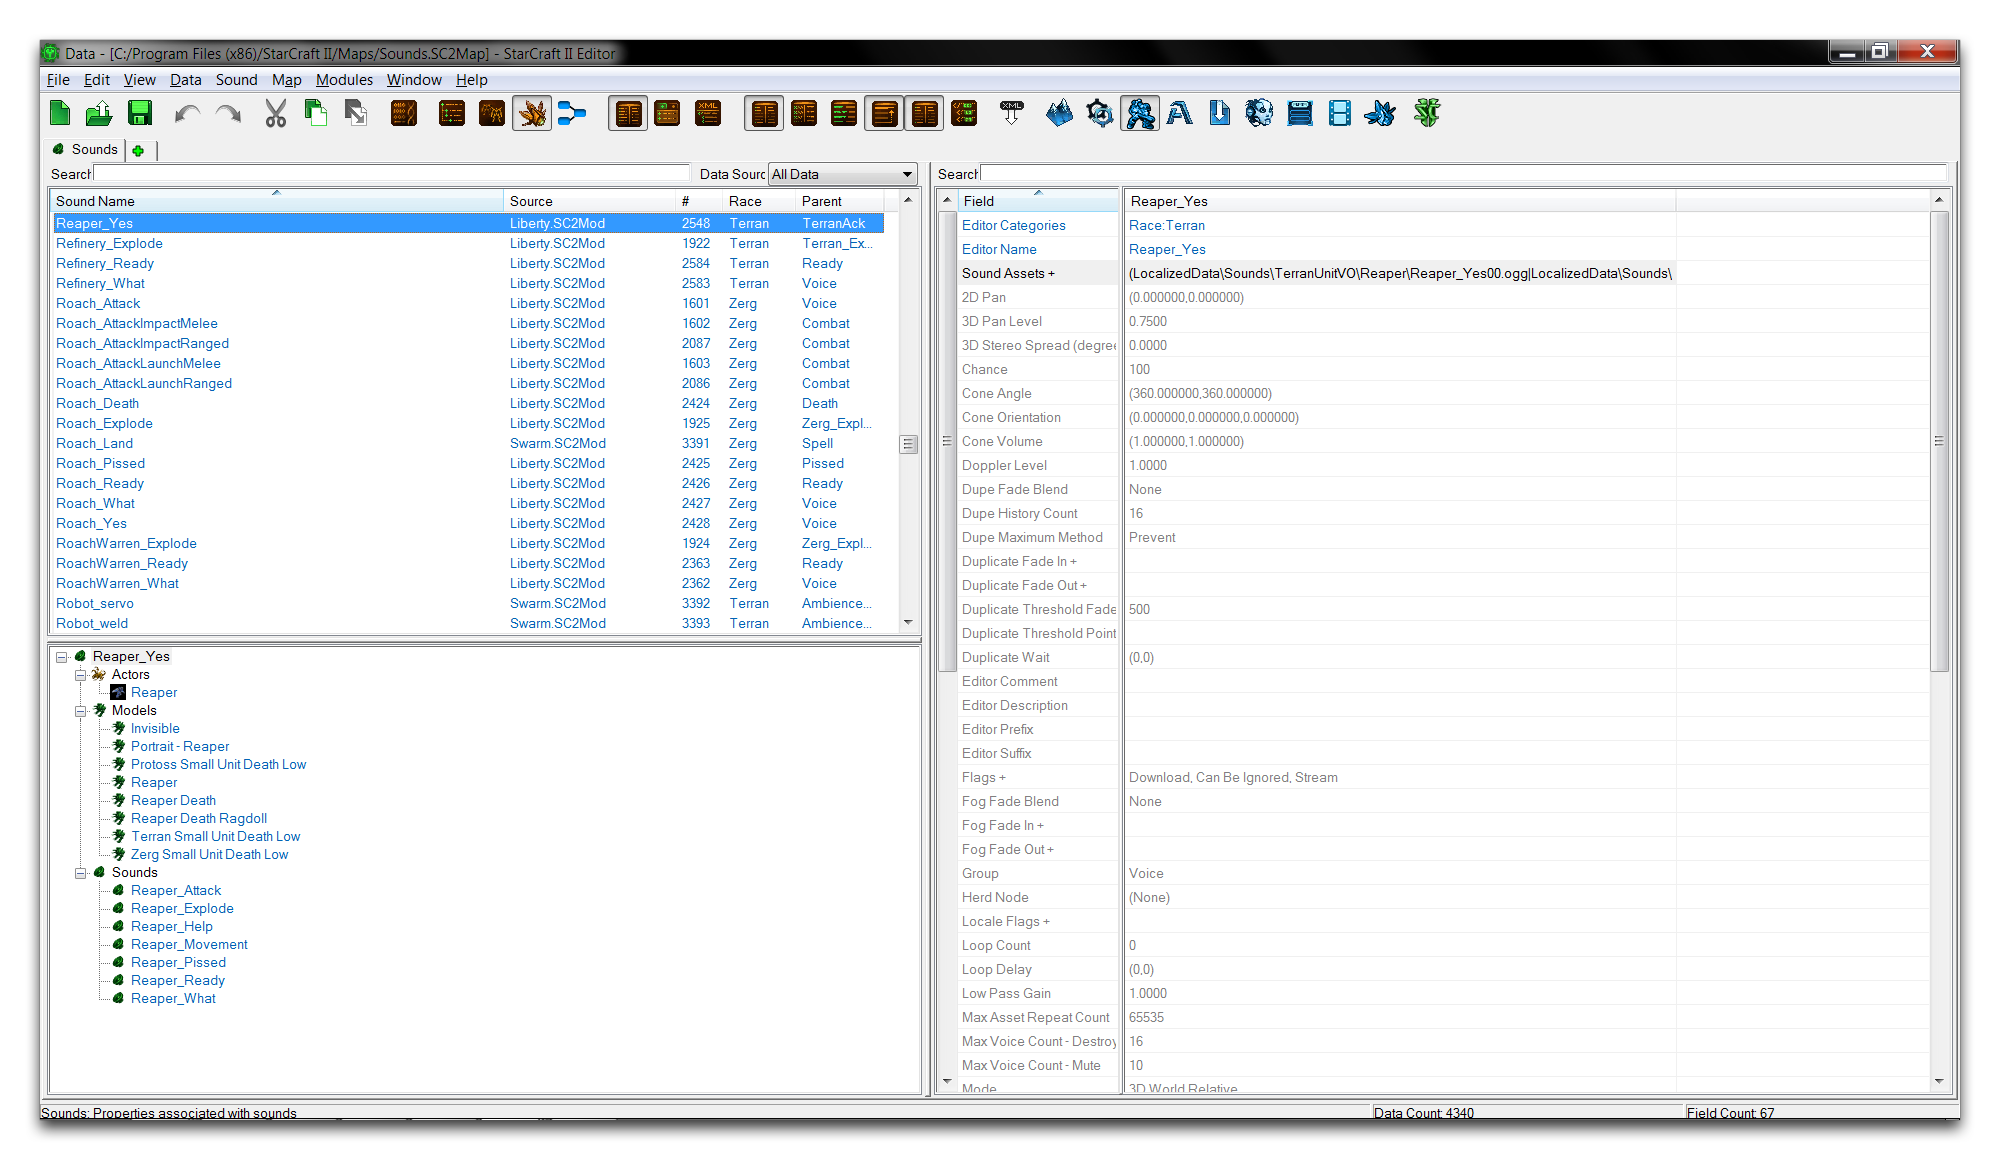 Data - [C:/Program Files (x86)/StarCraft II/Maps/Sounds.SC2Map] - StarCraft II Editor
File Edit View Data Sound Map Modules Window Help
XML
XML
Sounds
Search
Data Sourc All Data
Sound Name Source # Race Parent
Reaper_Yes Liberty.SC2Mod 2548 Terran TerranAck
Refinery_Explode Liberty.SC2Mod 1922 Terran Terran_Ex...
Refinery_Ready Liberty.SC2Mod 2584 Terran Ready
Refinery_What Liberty.SC2Mod 2583 Terran Voice
Roach_Attack Liberty.SC2Mod 1601 Zerg Voice
Roach_AttackImpactMelee Liberty.SC2Mod 1602 Zerg Combat
Roach_AttackImpactRanged Liberty.SC2Mod 2087 Zerg Combat
Roach_AttackLaunchMelee Liberty.SC2Mod 1603 Zerg Combat
Roach_AttackLaunchRanged Liberty.SC2Mod 2086 Zerg Combat
Roach_Death Liberty.SC2Mod 2424 Zerg Death
Roach_Explode Liberty.SC2Mod 1925 Zerg Zerg_Expl...
Roach_Land Swarm.SC2Mod 3391 Zerg Spell
Roach_Pissed Liberty.SC2Mod 2425 Zerg Pissed
Roach_Ready Liberty.SC2Mod 2426 Zerg Ready
Roach_What Liberty.SC2Mod 2427 Zerg Voice
Roach_Yes Liberty.SC2Mod 2428 Zerg Voice
RoachWarren_Explode Liberty.SC2Mod 1924 Zerg Zerg_Expl...
RoachWarren_Ready Liberty.SC2Mod 2363 Zerg Ready
RoachWarren_What Liberty.SC2Mod 2362 Zerg Voice
Robot_servo Swarm.SC2Mod 3392 Terran Ambience...
Robot_weld Swarm.SC2Mod 3393 Terran Ambience...
Reaper_Yes
Actors
Reaper
Models
Invisible
Portrait - Reaper
Protoss Small Unit Death Low
Reaper
Reaper Death
Reaper Death Ragdoll
Terran Small Unit Death Low
Zerg Small Unit Death Low
Sounds
Reaper_Attack
Reaper_Explode
Reaper_Help
Reaper_Movement
Reaper_Pissed
Reaper_Ready
Reaper_What
Search
Field Reaper_Yes
Editor Categories Race:Terran
Editor Name Reaper_Yes
Sound Assets + (LocalizedData\Sounds\TerranUnitVO\Reaper\Reaper_Yes00.ogg|LocalizedData\Sounds\
2D Pan (0.000000,0.000000)
3D Pan Level 0.7500
3D Stereo Spread (degree 0.0000
Chance 100
Cone Angle (360.000000,360.000000)
Cone Orientation (0.000000,0.000000,0.000000)
Cone Volume (1.000000,1.000000)
Doppler Level 1.0000
Dupe Fade Blend None
Dupe History Count 16
Dupe Maximum Method Prevent
Duplicate Fade In +
Duplicate Fade Out +
Duplicate Threshold Fade 500
Duplicate Threshold Point
Duplicate Wait (0,0)
Editor Comment
Editor Description
Editor Prefix
Editor Suffix
Flags + Download, Can Be Ignored, Stream
Fog Fade Blend None
Fog Fade In +
Fog Fade Out +
Group Voice
Herd Node (None)
Locale Flags +
Loop Count 0
Loop Delay (0,0)
Low Pass Gain 1.0000
Max Asset Repeat Count 65535
Max Voice Count - Destroy 16
Max Voice Count - Mute 10
Mode 3D World Relative
Sounds: Properties associated with sounds
Data Count: 4340
Field Count: 67